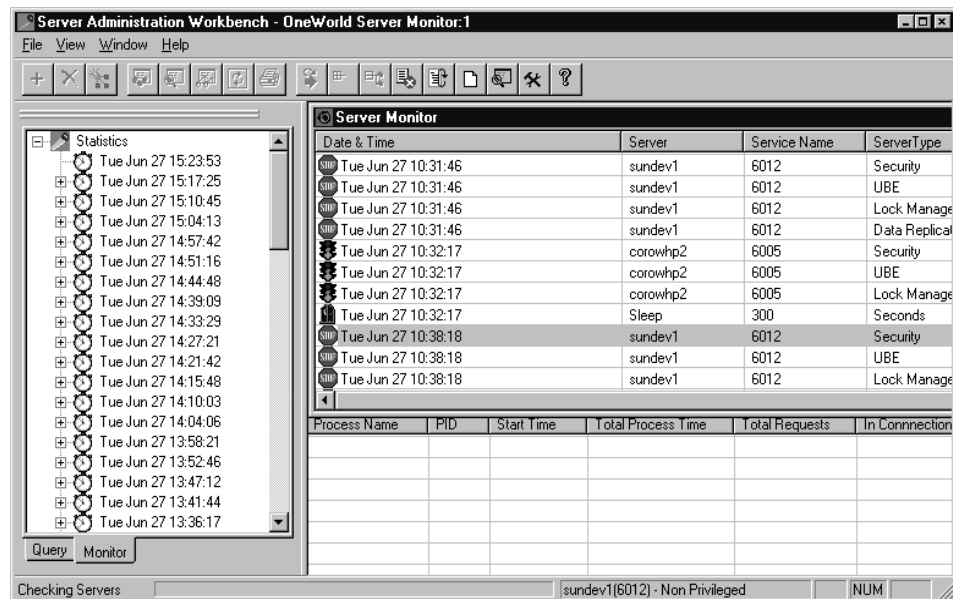 Server Administration Workbench - OneWorld Server Monitor:1
File View Window Help
Statistics
Tue Jun 27 15:23:53
Tue Jun 27 15:17:25
Tue Jun 27 15:10:45
Tue Jun 27 15:04:13
Tue Jun 27 14:57:42
Tue Jun 27 14:51:16
Tue Jun 27 14:44:48
Tue Jun 27 14:39:09
Tue Jun 27 14:33:29
Tue Jun 27 14:27:21
Tue Jun 27 14:21:42
Tue Jun 27 14:15:48
Tue Jun 27 14:10:03
Tue Jun 27 14:04:06
Tue Jun 27 13:58:21
Tue Jun 27 13:52:46
Tue Jun 27 13:47:12
Tue Jun 27 13:41:44
Tue Jun 27 13:36:17
Query Monitor
Server Monitor
Date & Time Server Service Name ServerType
STOP Tue Jun 27 10:31:46 sundev1 6012 Security
STOP Tue Jun 27 10:31:46 sundev1 6012 UBE
STOP Tue Jun 27 10:31:46 sundev1 6012 Lock Manage
STOP Tue Jun 27 10:31:46 sundev1 6012 Data Replicat
Tue Jun 27 10:32:17 corowhp2 6005 Security
Tue Jun 27 10:32:17 corowhp2 6005 UBE
Tue Jun 27 10:32:17 corowhp2 6005 Lock Manage
Tue Jun 27 10:32:17 Sleep 300 Seconds
STOP Tue Jun 27 10:38:18 sundev1 6012 Security
STOP Tue Jun 27 10:38:18 sundev1 6012 UBE
STOP Tue Jun 27 10:38:18 sundev1 6012 Lock Manage
Process Name PID Start Time Total Process Time Total Requests In Connnection
Checking Servers sundev1(6012) - Non Privileged NUM